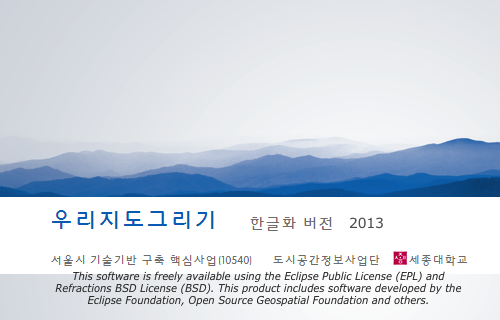 우리지도그리기 한글화 버전 2013
서울시 기술기반 구축 핵심사업(10540) 도시공간정보사업단 세종대학교
This software is freely available using the Eclipse Public License (EPL) and
Refractions BSD License (BSD). This product includes software developed by the
Eclipse Foundation, Open Source Geospatial Foundation and others.